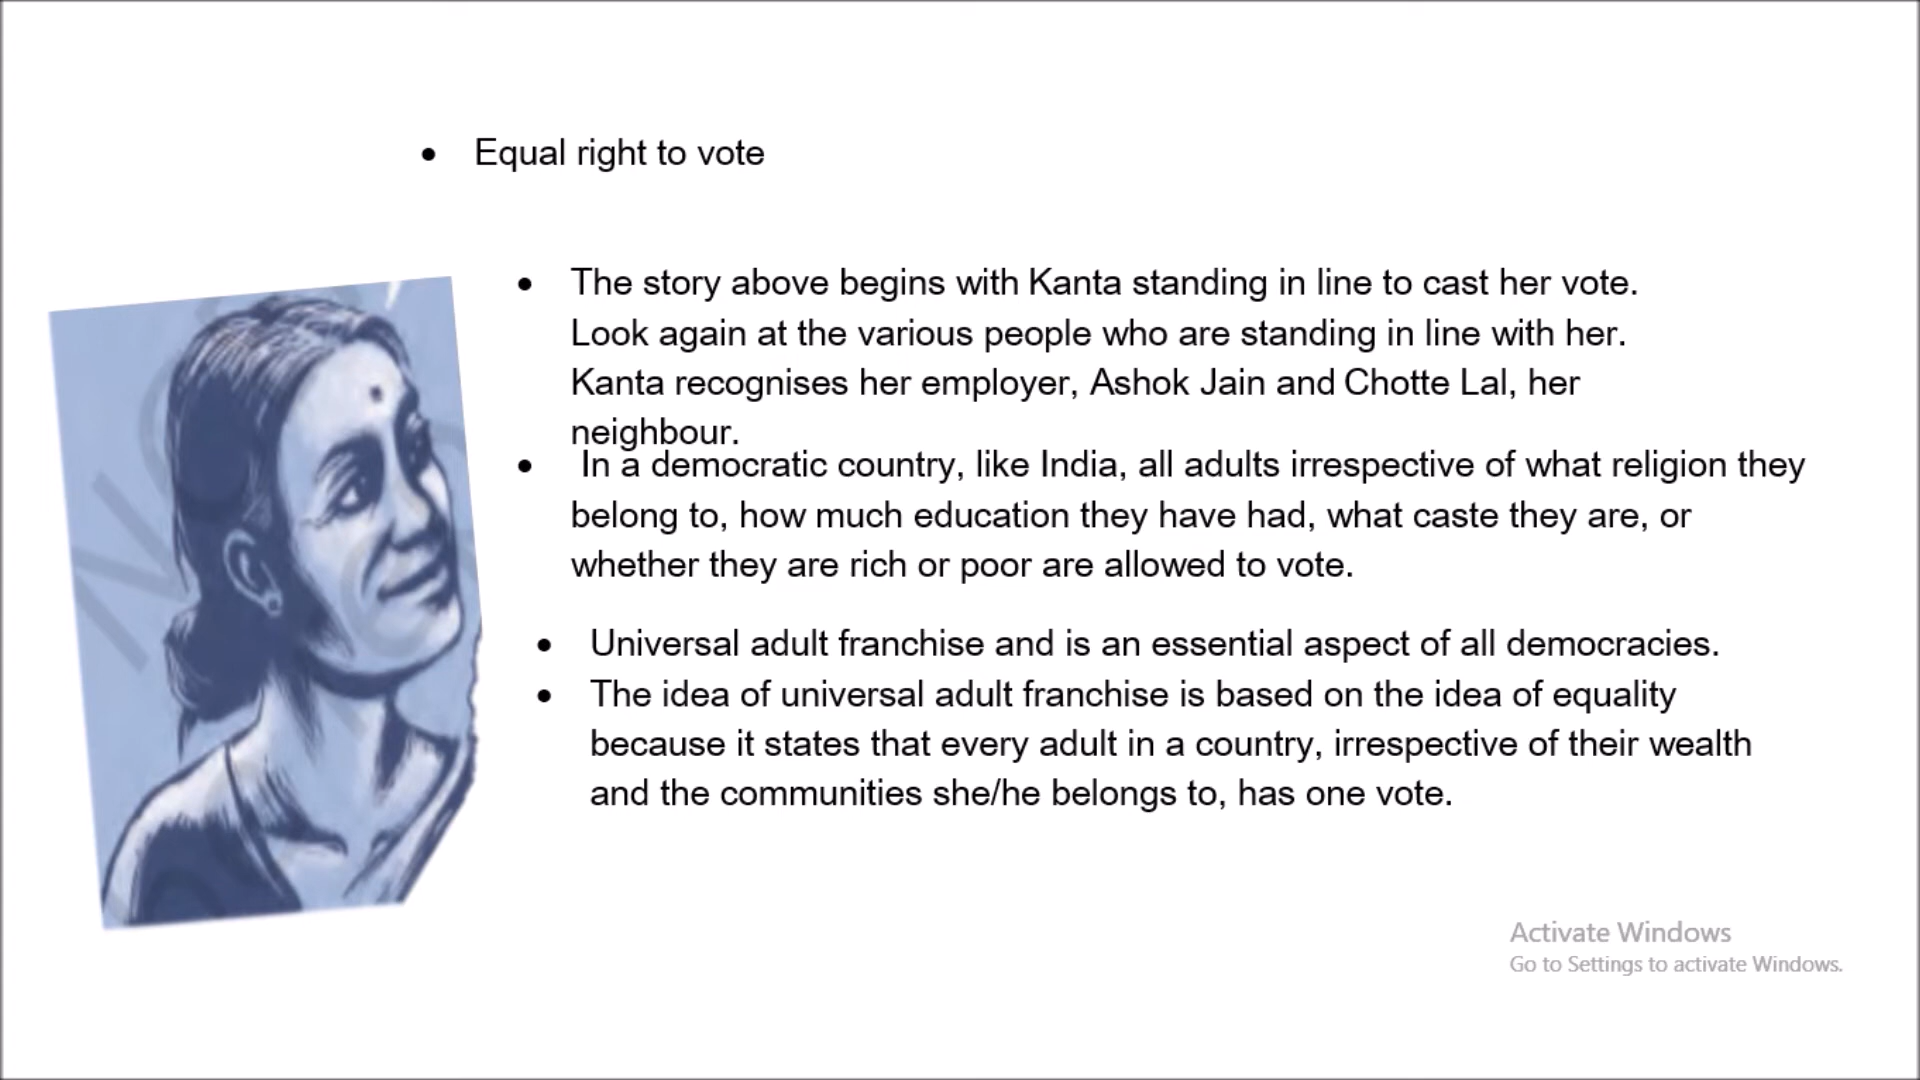 • Equal right to vote
• The story above begins with Kanta standing in line to cast her vote.
Look again at the various people who are standing in line with her.
Kanta recognises her employer, Ashok Jain and Chotte Lal, her
neighbour.
• In a democratic country, like India, all adults irrespective of what religion they
belong to, how much education they have had, what caste they are, or
whether they are rich or poor are allowed to vote.
• Universal adult franchise and is an essential aspect of all democracies.
• The idea of universal adult franchise is based on the idea of equality
because it states that every adult in a country, irrespective of their wealth
and the communities she/he belongs to, has one vote.
Activate Windows
Go to Settings to activate Windows.